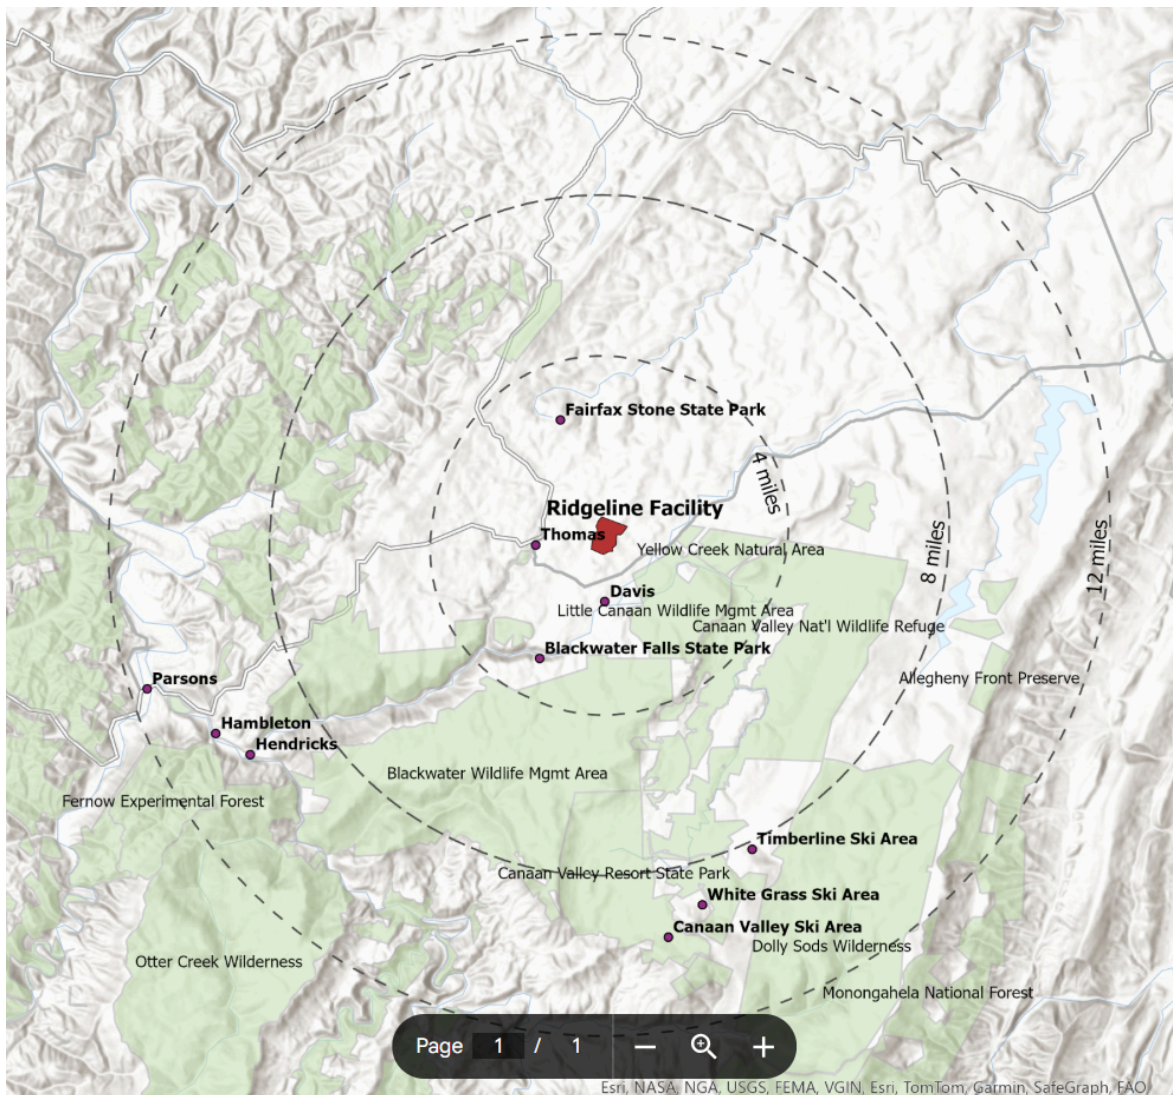 Fairfax Stone State Park
4 miles
Ridgeline Facility
Thomas
Yellow Creek Natural Area
8 miles
12 miles
Davis
Little Canaan Wildlife Mgmt Area
Canaan Valley Nat'l Wildlife Refuge
Blackwater Falls State Park
Parsons
Allegheny Front Preserve
Hambleton
Hendricks
Blackwater Wildlife Mgmt Area
Fernow Experimental Forest
Timberline Ski Area
Canaan Valley Resort State Park
White Grass Ski Area
Canaan Valley Ski Area
Dolly Sods Wilderness
Otter Creek Wilderness
Monongahela National Forest
Page 1 / 1
Esri, NASA, NGA, USGS, FEMA, VGIN, Esri, TomTom, Garmin, SafeGraph, FAO,